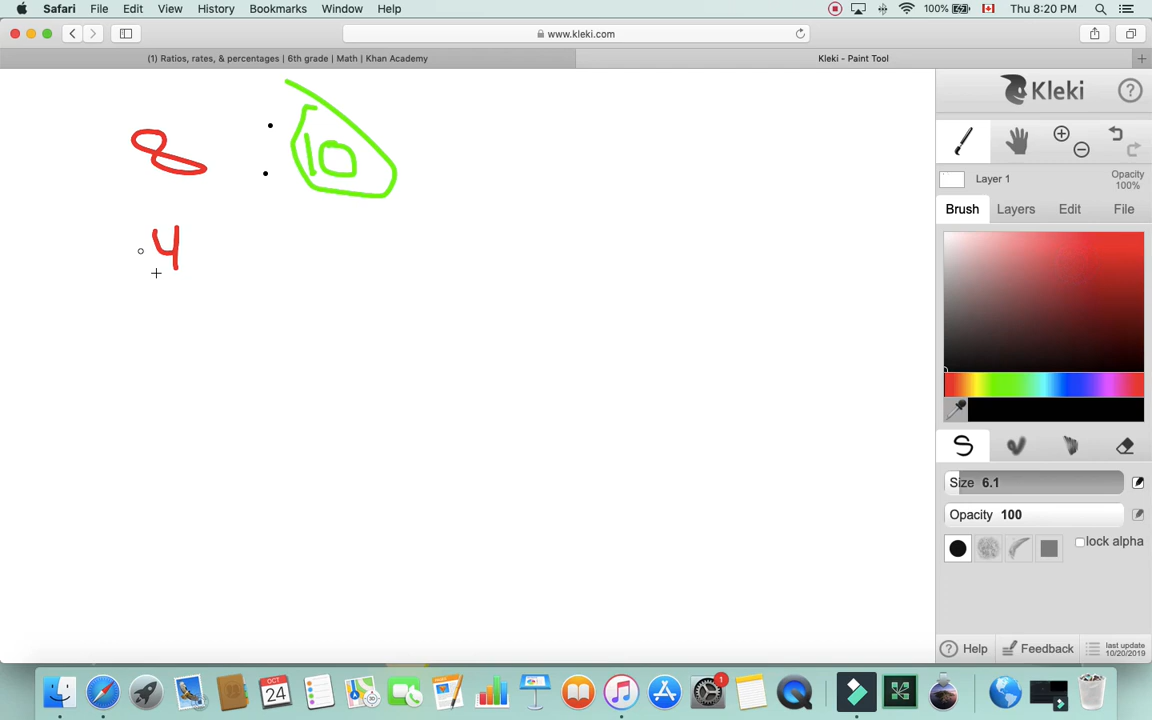 Safari File Edit View History Bookmarks Window Help 100% Thu 8:20 PM
www.kleki.com
(1) Ratios, rates, & percentages | 6th grade | Math | Khan Academy Kleki - Paint Tool
8 : 10
4
Kleki ?
Layer 1 Opacity 100%
Brush Layers Edit File
Size 6.1
Opacity 100
lock alpha
? Help Feedback last update 10/20/2019
OCT 24 1